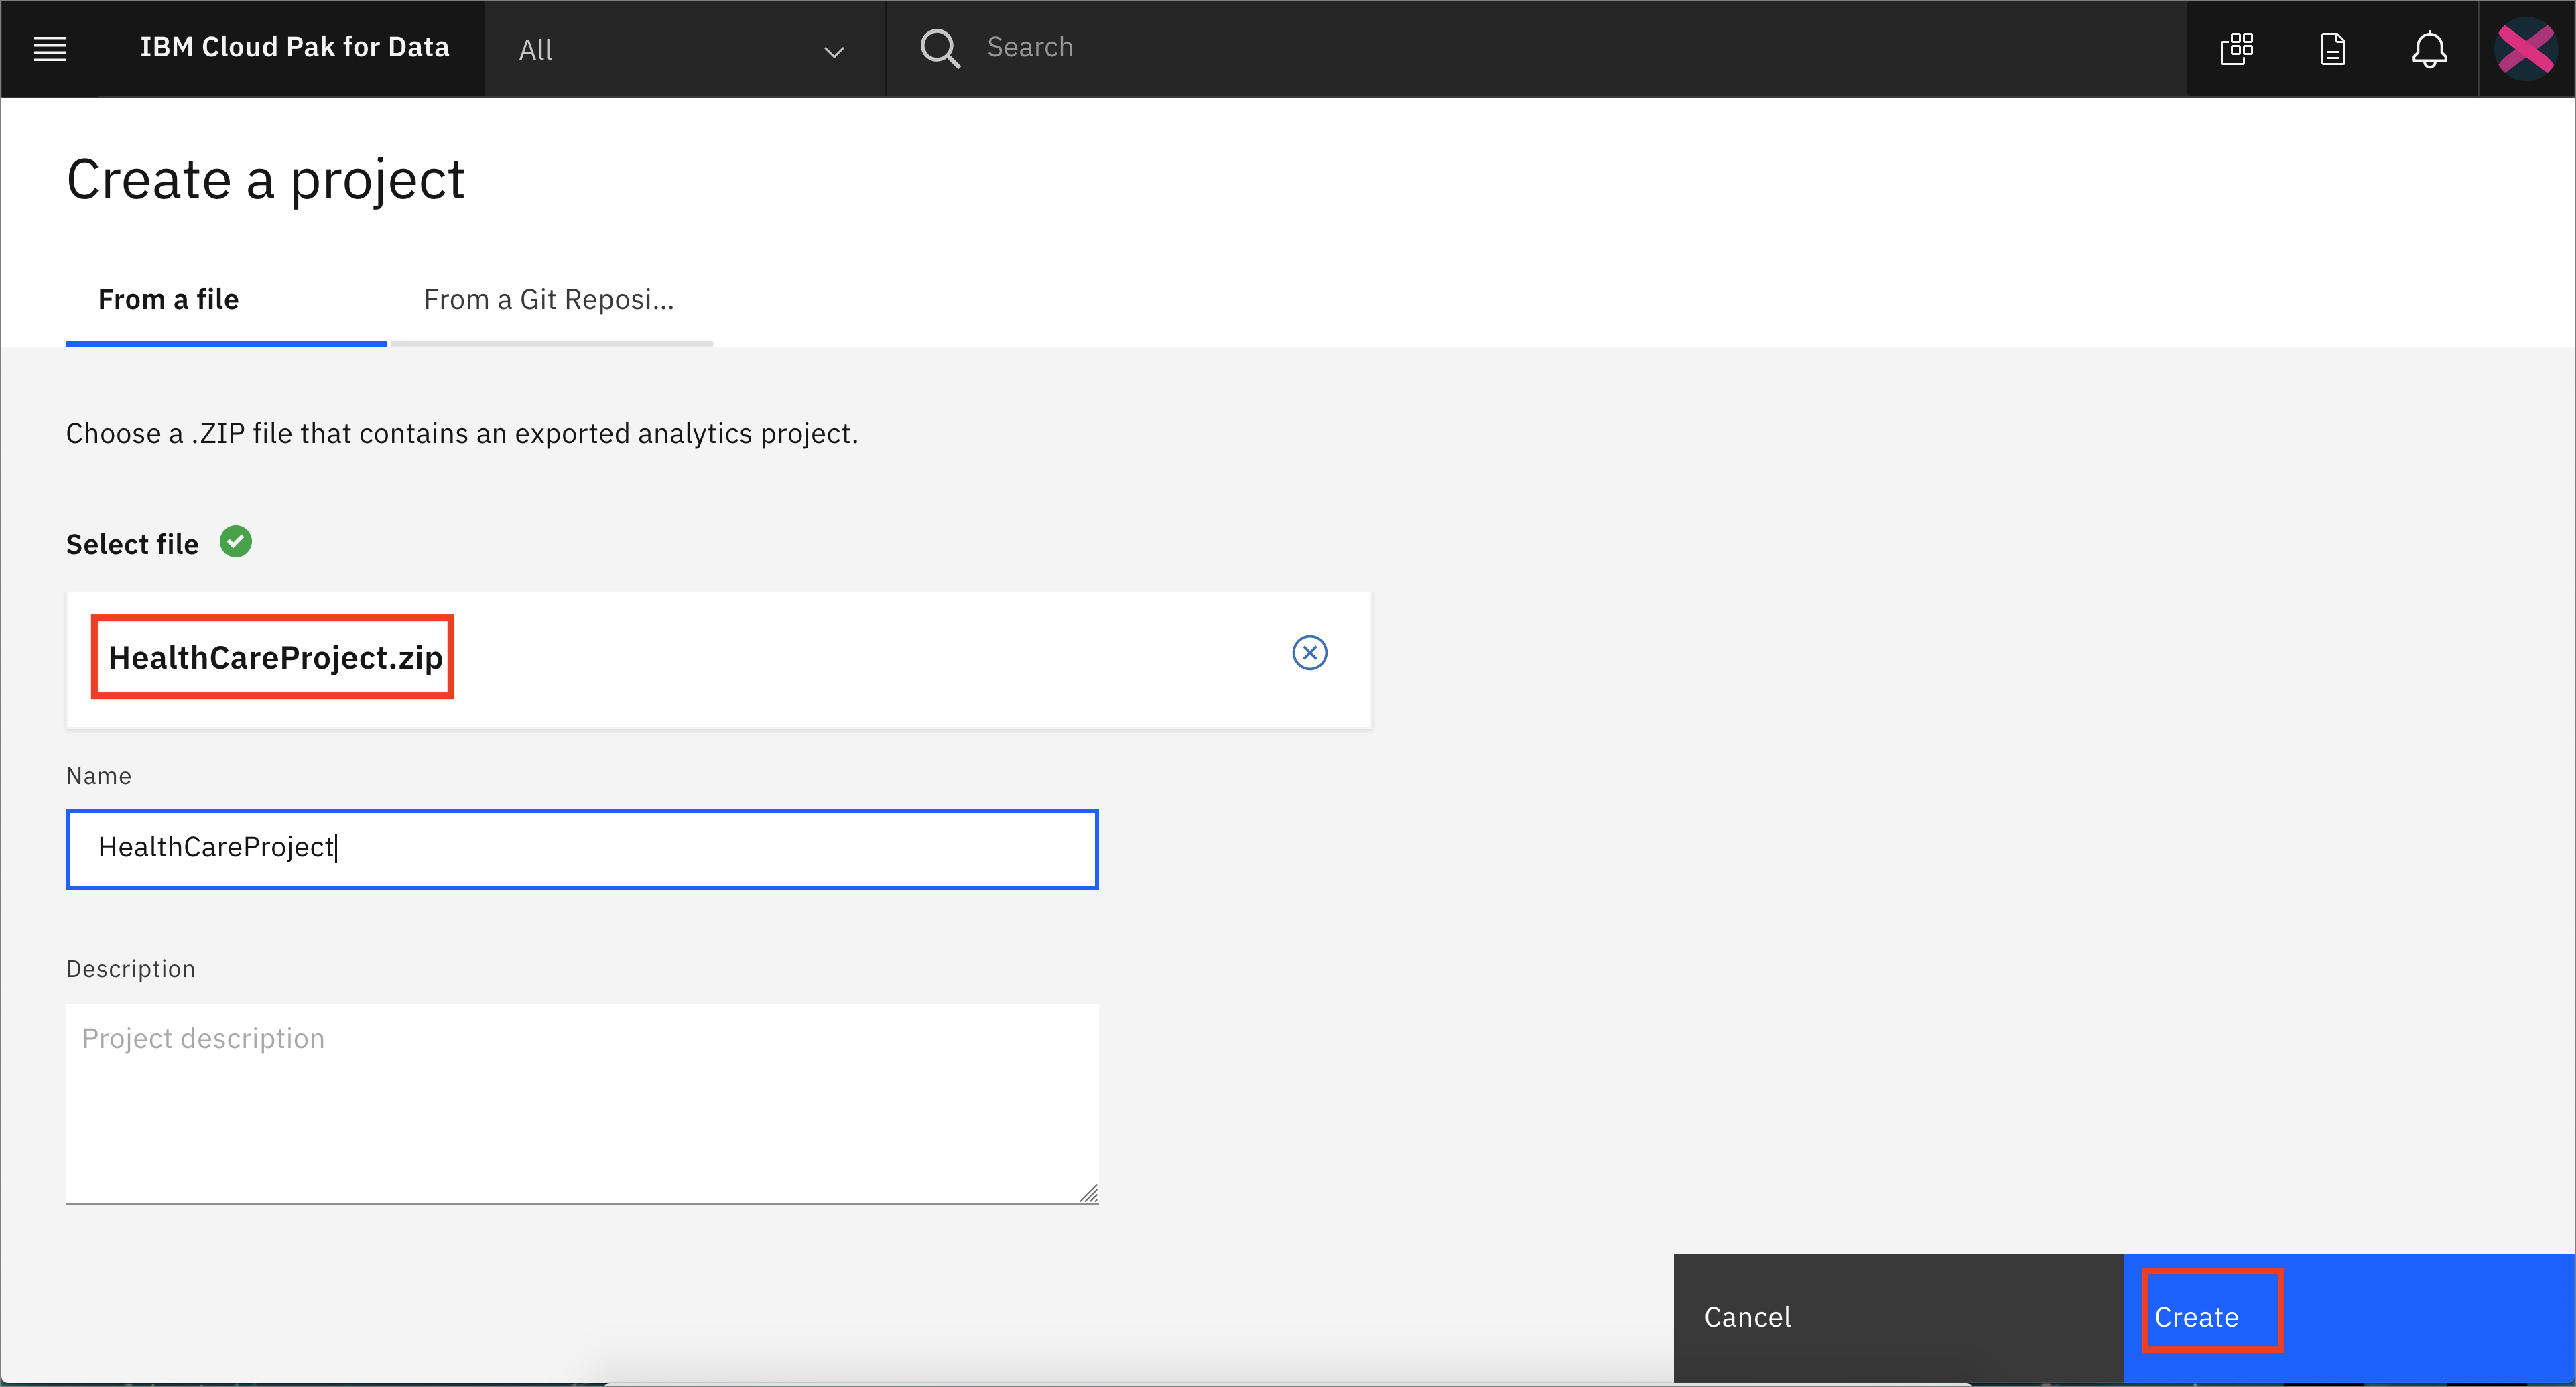 IBM Cloud Pak for Data
All
Search
Create a project
From a file
From a Git Reposi...
Choose a .ZIP file that contains an exported analytics project.
Select file
HealthCareProject.zip
Name
HealthCareProject
Description
Project description
Cancel
Create